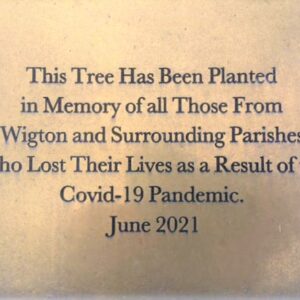 This Tree Has Been Planted
in Memory of all Those From
Wigton and Surrounding Parishes
ho Lost Their Lives as a Result of
Covid-19 Pandemic.
June 2021